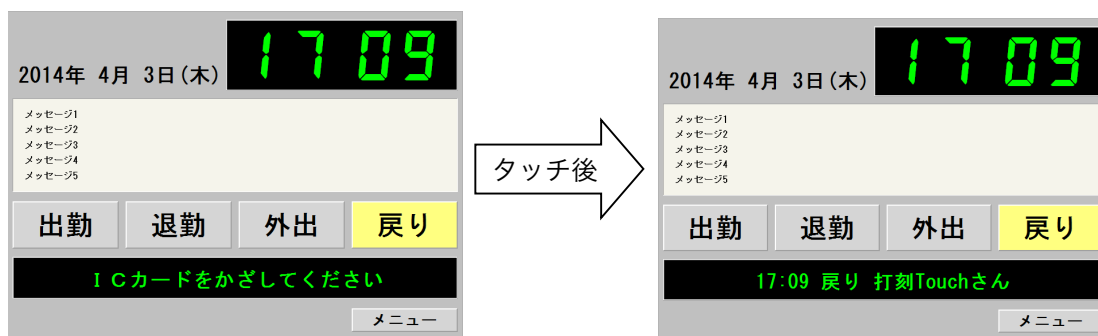 17 09
2014年 4月 3日(木)
メッセージ1
メッセージ2
メッセージ3
メッセージ4
メッセージ5
出勤 退勤 外出 戻り
ICカードをかざしてください
メニュー
タッチ後
17 09
2014年 4月 3日(木)
メッセージ1
メッセージ2
メッセージ3
メッセージ4
メッセージ5
出勤 退勤 外出 戻り
17:09 戻り 打刻Touchさん
メニュー